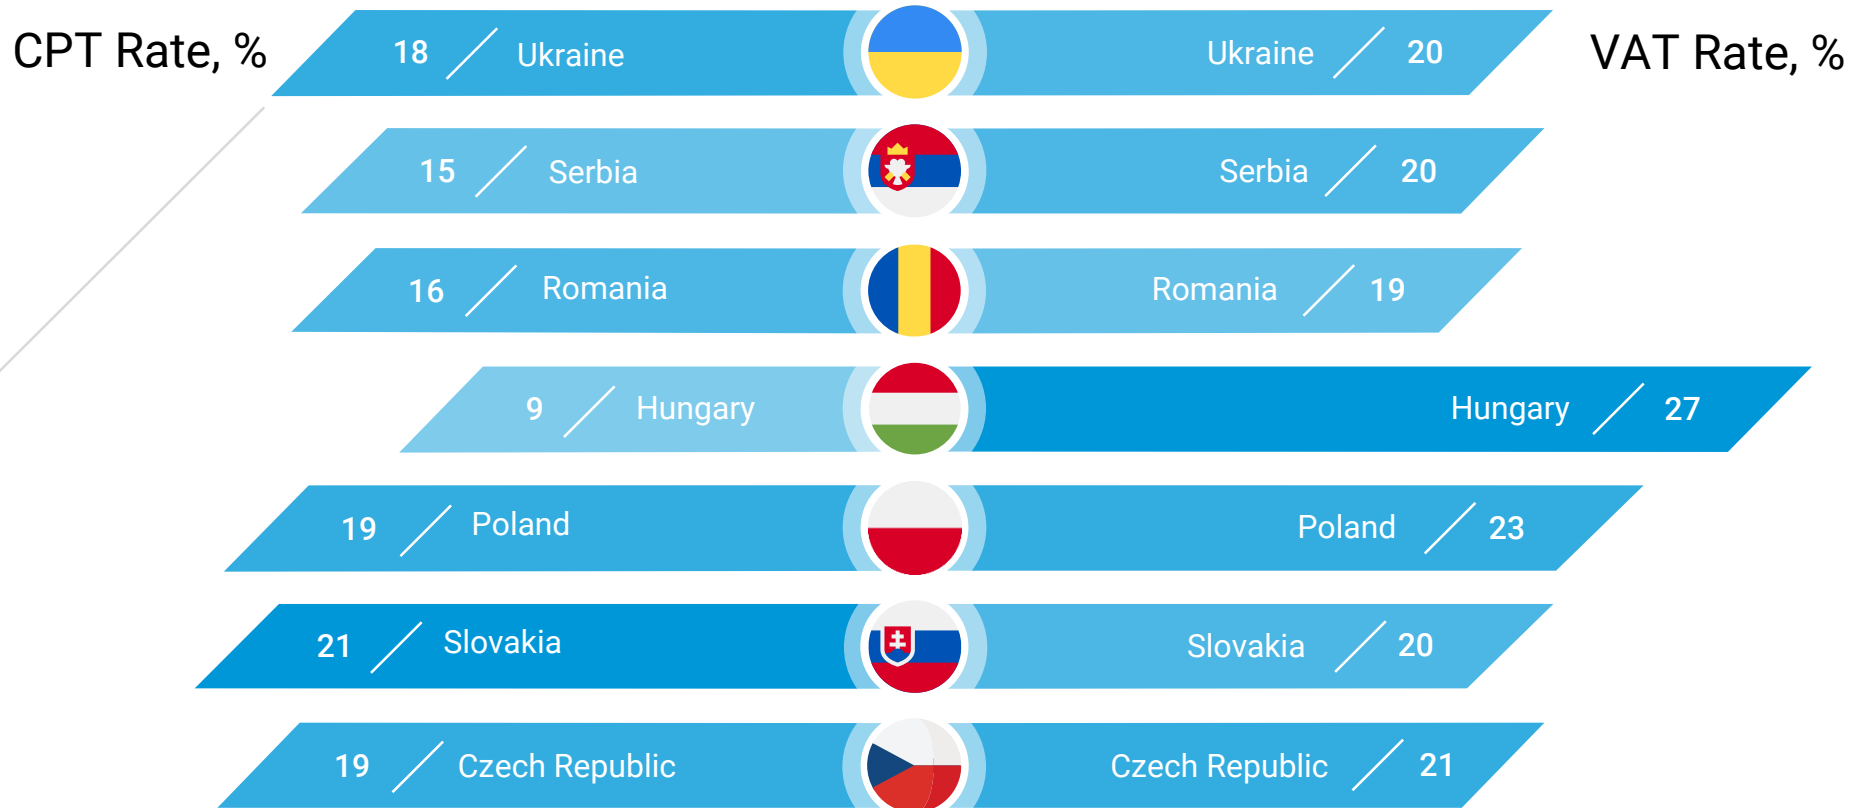 CPT Rate, %
VAT Rate, %
18 Ukraine
Ukraine 20
15 Serbia
Serbia 20
16 Romania
Romania 19
9 Hungary
Hungary 27
19 Poland
Poland 23
21 Slovakia
Slovakia 20
19 Czech Republic
Czech Republic 21